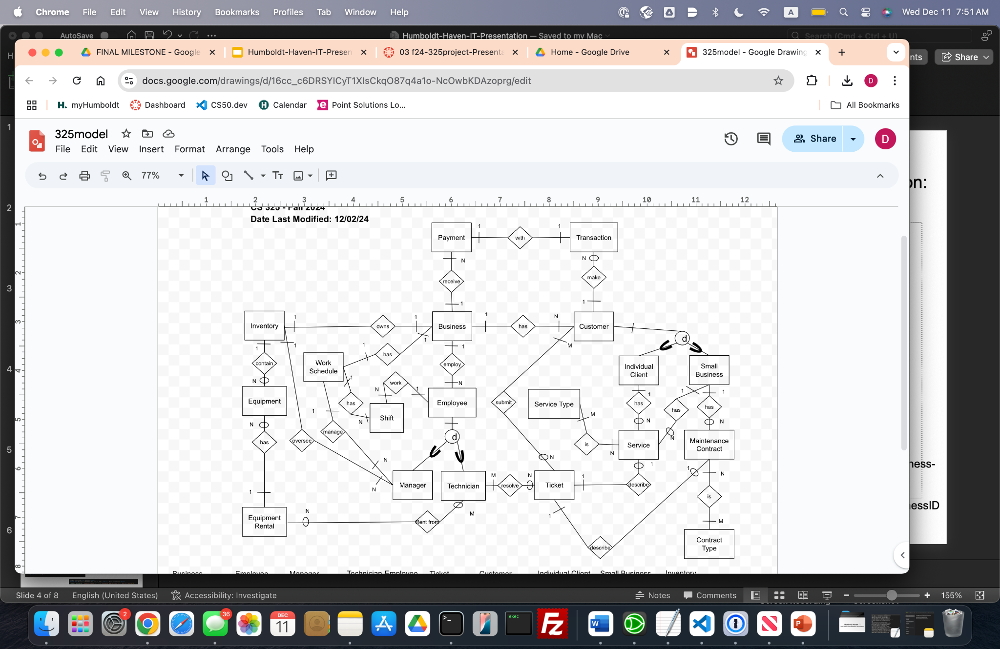 Chrome File Edit View History Bookmarks Profiles Tab Window Help
A
Wed Dec 11 7:51 AM
AutoSave
Humboldt-Haven-IT-Presentation — Saved to my Mac
Search (Cmd + Ctrl + U)
FINAL MILESTONE - Google
Humboldt-Haven-IT-Presen
03 f24-325project-Presenta
Home - Google Drive
325model - Google Drawing
nts
Share
docs.google.com/drawings/d/16cc_c6DRSYICyT1XIsCkqO87q4a1o-NcOwbKDAzoprg/edit
D
H. myHumboldt
Dashboard
CS50.dev
H Calendar
e Point Solutions Lo...
All Bookmarks
325model
File Edit View Insert Format Arrange Tools Help
Share
D
77%
Tт
1 2 3 4 5 6 7 8 9 10 11 12
CS 325 - Fall 2024
Date Last Modified: 12/02/24
Payment
1
with
1
Transaction
N
N
receive
make
1
1
Inventory
1
owns
1
Business
1
has
N
Customer
d
1
1
1
1
has
1
M
contain
N
Work
Schedule
employ
Individual
Client
Small
Business
1
work
N
N
1
1
1
1
Equipment
has
Shift
Employee
submit
Service Type
has
has
has
1
N
M
N
N
N
manage
d
has
oversee
is
N
Service
Maintenance
Contract
N
N
1
1
N
N
Manager
Technician
M
resolve
N
Ticket
1
describe
is
1
M
1
M
Equipment
Rental
N
Rent from
describe
Contract
Type
Business Employee Manager Technician Employee Ticket Customer Individual Client Small Business Inventory
1
2
3
4
5
6
1
2
3
4
5
6
7
8
on:
ness-
essID
Slide 4 of 8
English (United States)
Accessibility: Investigate
Notes
Comments
155%
2
36
DEC
11
exec
Fz
W
P